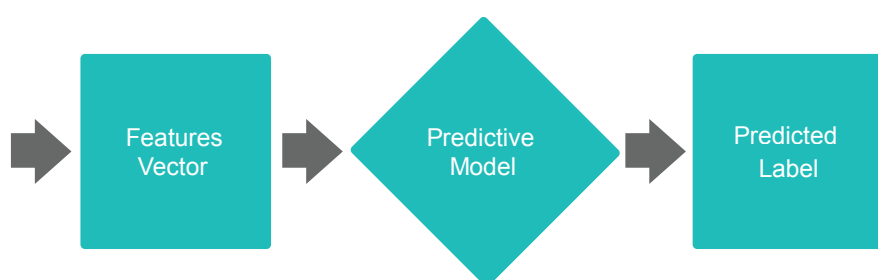 Features
Vector
Predictive
Model
Predicted
Label